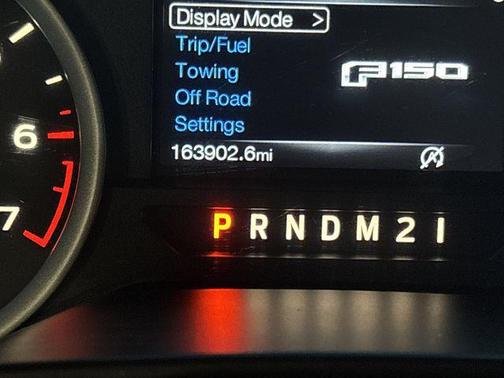 Display Mode >
Trip/Fuel
Towing
F150
Off Road
Settings
163902.6mi
6
7
P R N D M 2 1